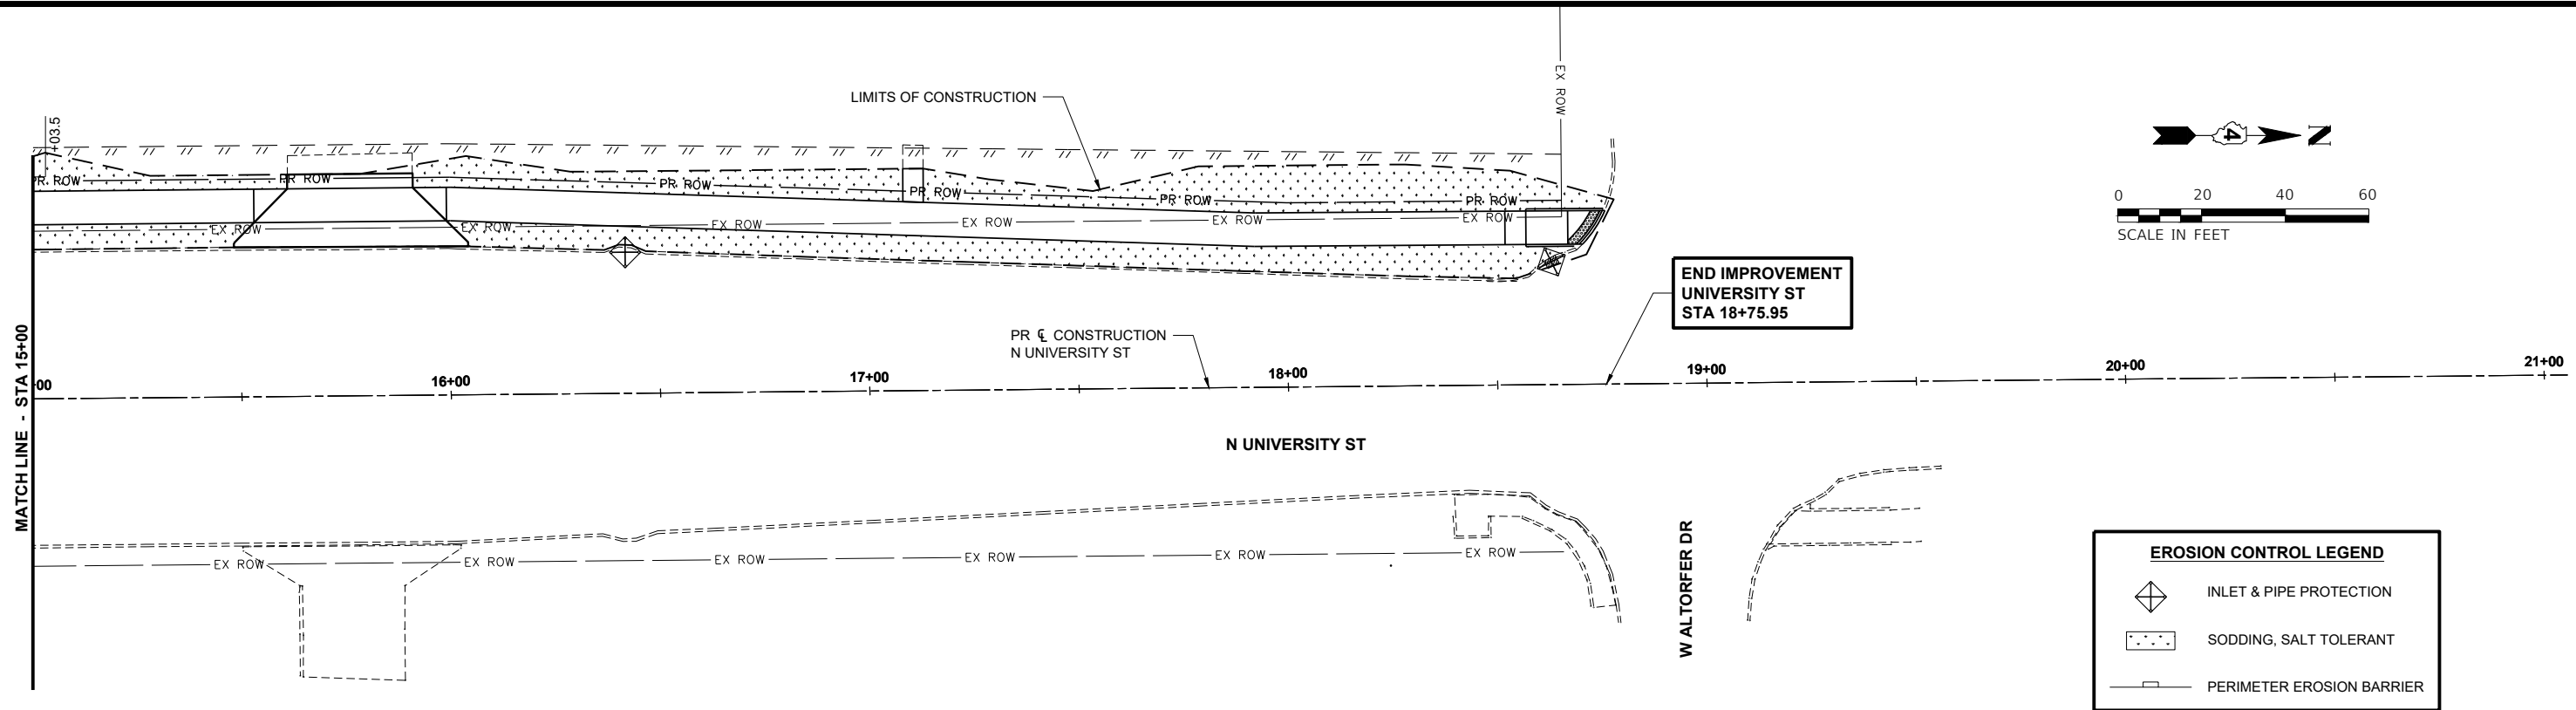 LIMITS OF CONSTRUCTION
EX ROW
+03.5
PR ROW
PR ROW
PR ROW
PR ROW
PR ROW
PR ROW
EX ROW
EX ROW
EX ROW
EX ROW
EX ROW
EX ROW
4
N
0 20 40 60
SCALE IN FEET
END IMPROVEMENT
UNIVERSITY ST
STA 18+75.95
PR ℄ CONSTRUCTION
N UNIVERSITY ST
MATCH LINE - STA 15+00
00
16+00
17+00
18+00
19+00
20+00
21+00
N UNIVERSITY ST
EX ROW
EX ROW
EX ROW
EX ROW
EX ROW
EX ROW
W ALTORFER DR
EROSION CONTROL LEGEND
INLET & PIPE PROTECTION
SODDING, SALT TOLERANT
PERIMETER EROSION BARRIER